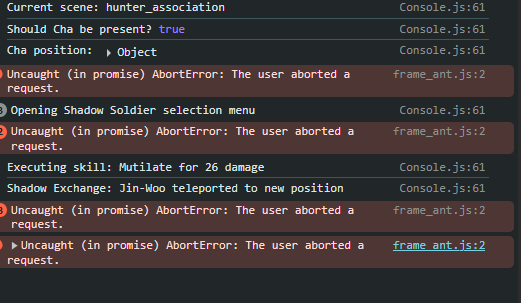 Current scene: hunter_association Console.js:61
Should Cha be present? true Console.js:61
Cha position: ▶ Object Console.js:61
Uncaught (in promise) AbortError: The user aborted a frame_ant.js:2
request.
Opening Shadow Soldier selection menu Console.js:61
2 Uncaught (in promise) AbortError: The user aborted a frame_ant.js:2
request.
Executing skill: Mutilate for 26 damage Console.js:61
Shadow Exchange: Jin-Woo teleported to new position Console.js:61
Uncaught (in promise) AbortError: The user aborted a frame_ant.js:2
request.
▶ Uncaught (in promise) AbortError: The user aborted a frame_ant.js:2
request.